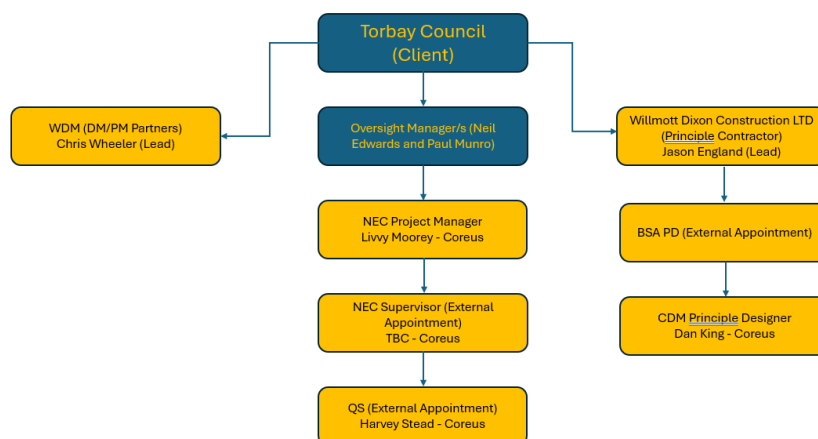 Torbay Council
(Client)
WDM (DM/PM Partners)
Chris Wheeler (Lead)
Oversight Manager/s (Neil
Edwards and Paul Munro)
Willmott Dixon Construction LTD
(Principle Contractor)
Jason England (Lead)
NEC Project Manager
Livvy Moorey - Coreus
BSA PD (External Appointment)
NEC Supervisor (External
Appointment)
TBC - Coreus
CDM Principle Designer
Dan King - Coreus
QS (External Appointment)
Harvey Stead - Coreus